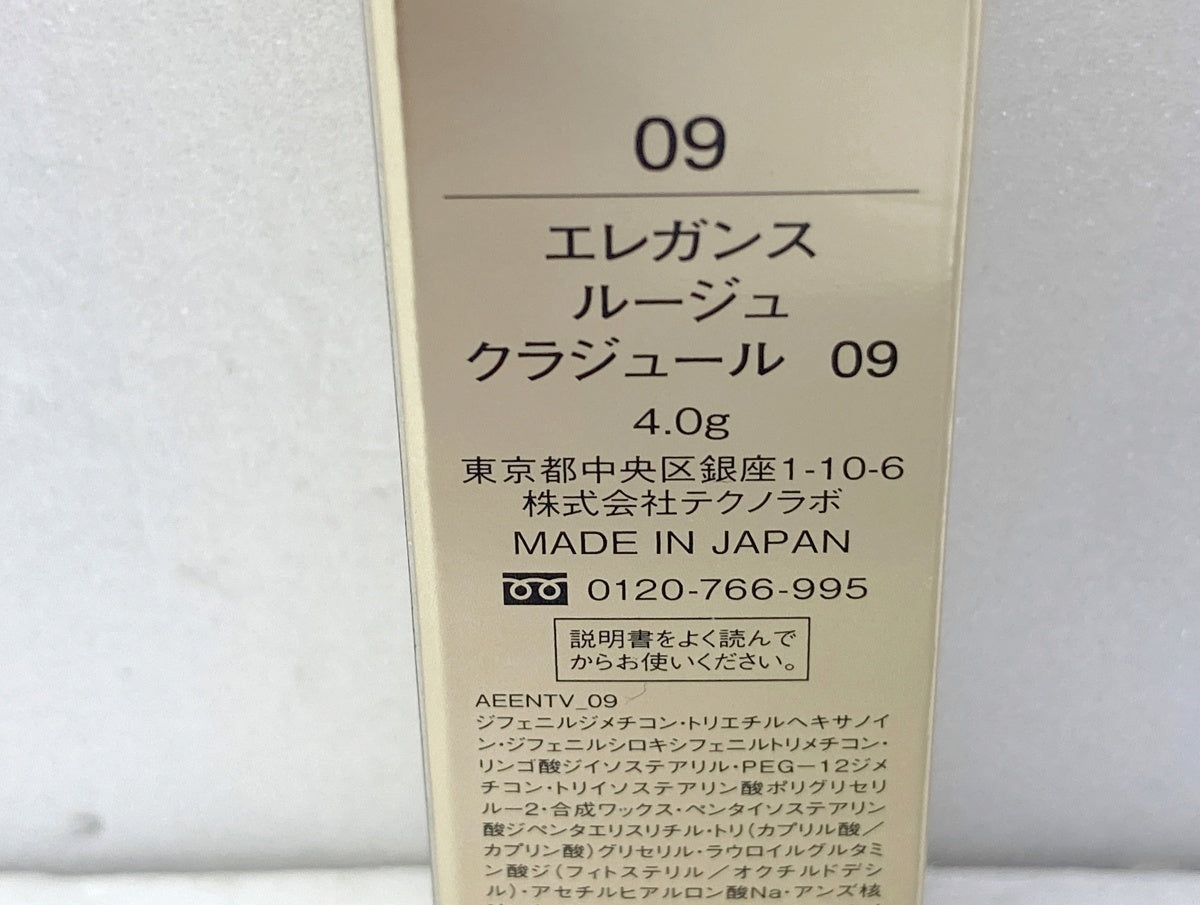 09
エレガンス
ルージュ
クラジュール 09
4.0g
東京都中央区銀座1-10-6
株式会社テクノラボ
MADE IN JAPAN
0120-766-995
説明書をよく読んで
からお使いください。
AEENTV_09
ジフェニルジメチコン・トリエチルヘキサノイ
ン・ジフェニルシロキシフェニルトリメチコン・
リンゴ酸ジイソステアリル・PEG－12ジメ
チコン・トリイソステアリン酸ポリグリセリ
ル－2・合成ワックス・ペンタイソステアリン
酸ジペンタエリスリチル・トリ（カプリル酸／
カプリン酸）グリセリル・ラウロイルグルタミ
ン酸ジ（フィトステリル／オクチルドデシ
ル）・アセチルヒアルロン酸Na・アンズ核